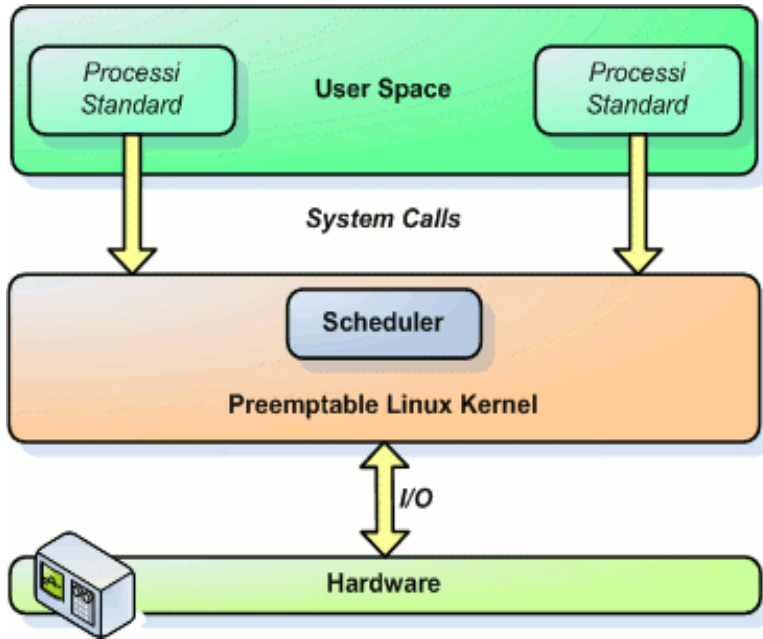 Processi
Standard
User Space
Processi
Standard
System Calls
Scheduler
Preemptable Linux Kernel
I/O
Hardware